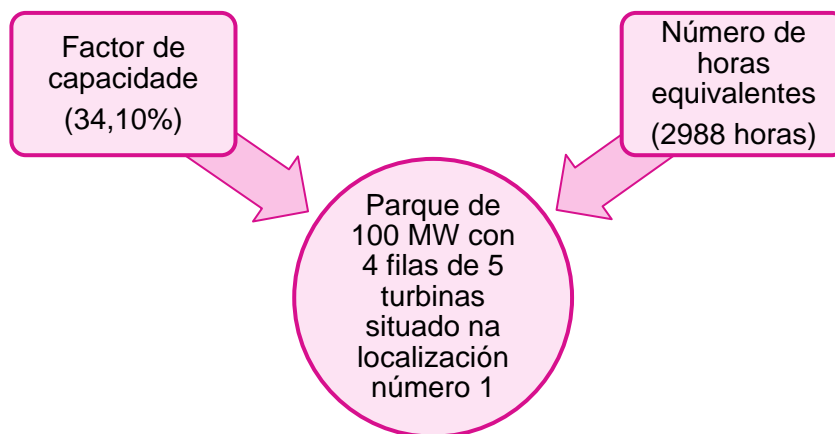 Factor de
capacidade
(34,10%)
Número de
horas
equivalentes
(2988 horas)
Parque de
100 MW con
4 filas de 5
turbinas
situado na
localización
número 1